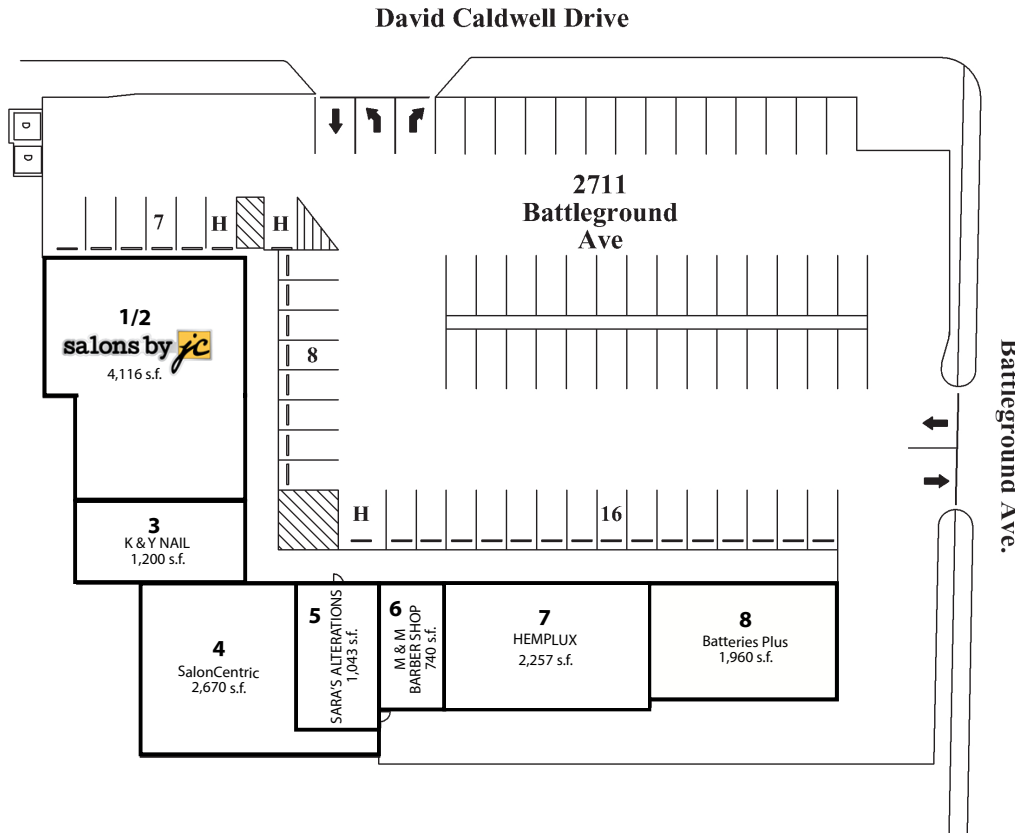 David Caldwell Drive
D
D
2711
Battleground
Ave
7
H
H
1/2
salons by jc
4,116 s.f.
8
Battleground Ave.
H
16
3
K & Y NAIL
1,200 s.f.
4
SalonCentric
2,670 s.f.
5
SARA'S ALTERATIONS
1,043 s.f.
6
M & M
BARBER SHOP
740 s.f.
7
HEMPLUX
2,257 s.f.
8
Batteries Plus
1,960 s.f.